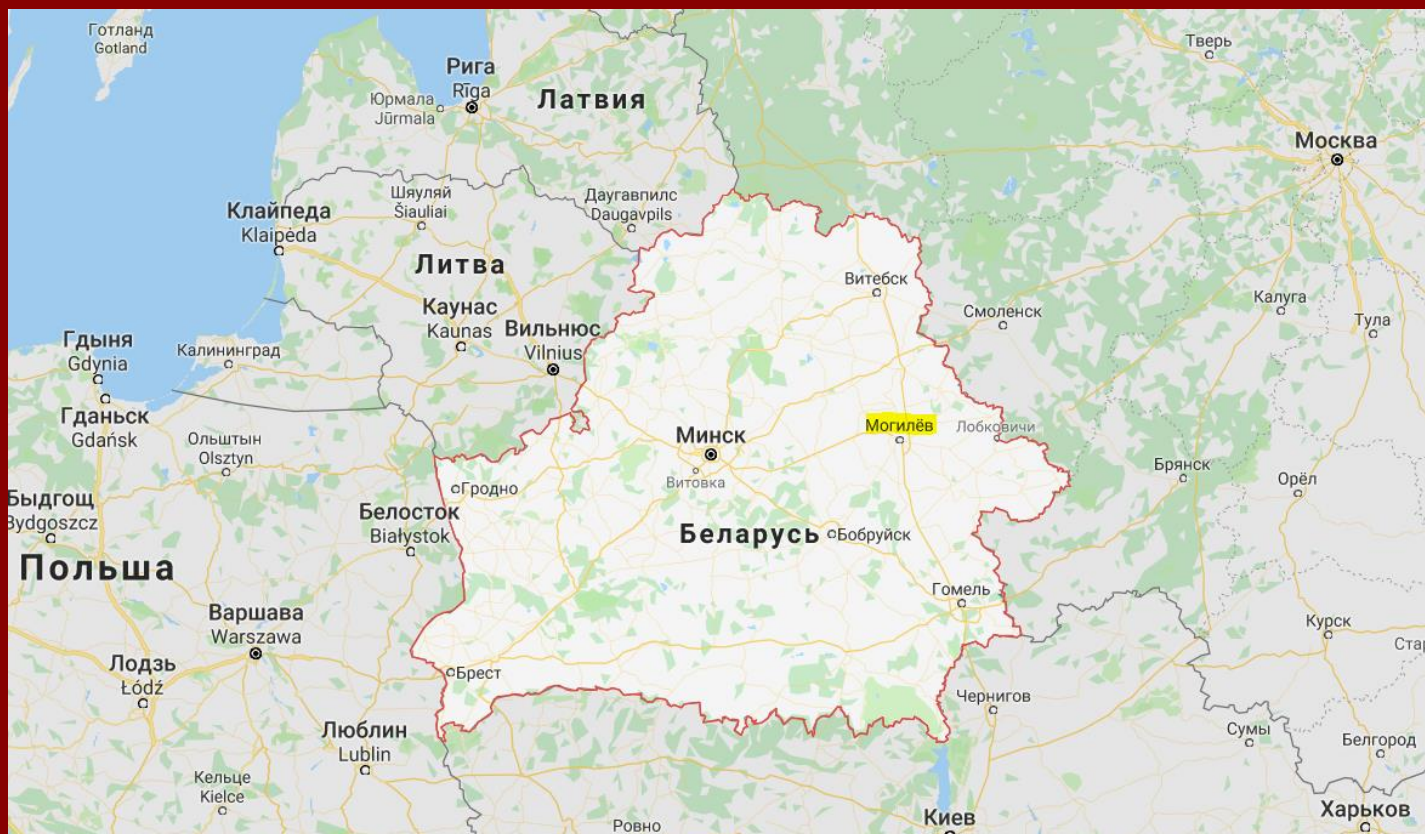 Готланд
Gotland
Тверь
Рига
Rīga
Латвия
Юрмала
Jūrmala
Москва
Шяуляй
Šiauliai
Даугавпилс
Daugavpils
Клайпеда
Klaipėda
Литва
Витебск
Каунас
Kaunas
Вильнюс
Vilnius
Смоленск
Калуга
Тула
Гдыня
Gdynia
Калининград
Гданьск
Gdańsk
Ольштын
Olsztyn
Минск
Могилёв
Лобковичи
Витовка
Брянск
Орёл
Гродно
Быдгощ
Bydgoszcz
Белосток
Białystok
Беларусь
Бобруйск
Польша
Гомель
Варшава
Warszawa
Курск
Стар
Лодзь
Łódź
Брест
Чернигов
Люблин
Lublin
Сумы
Белгород
Кельце
Kielce
Ровно
Киев
Харьков